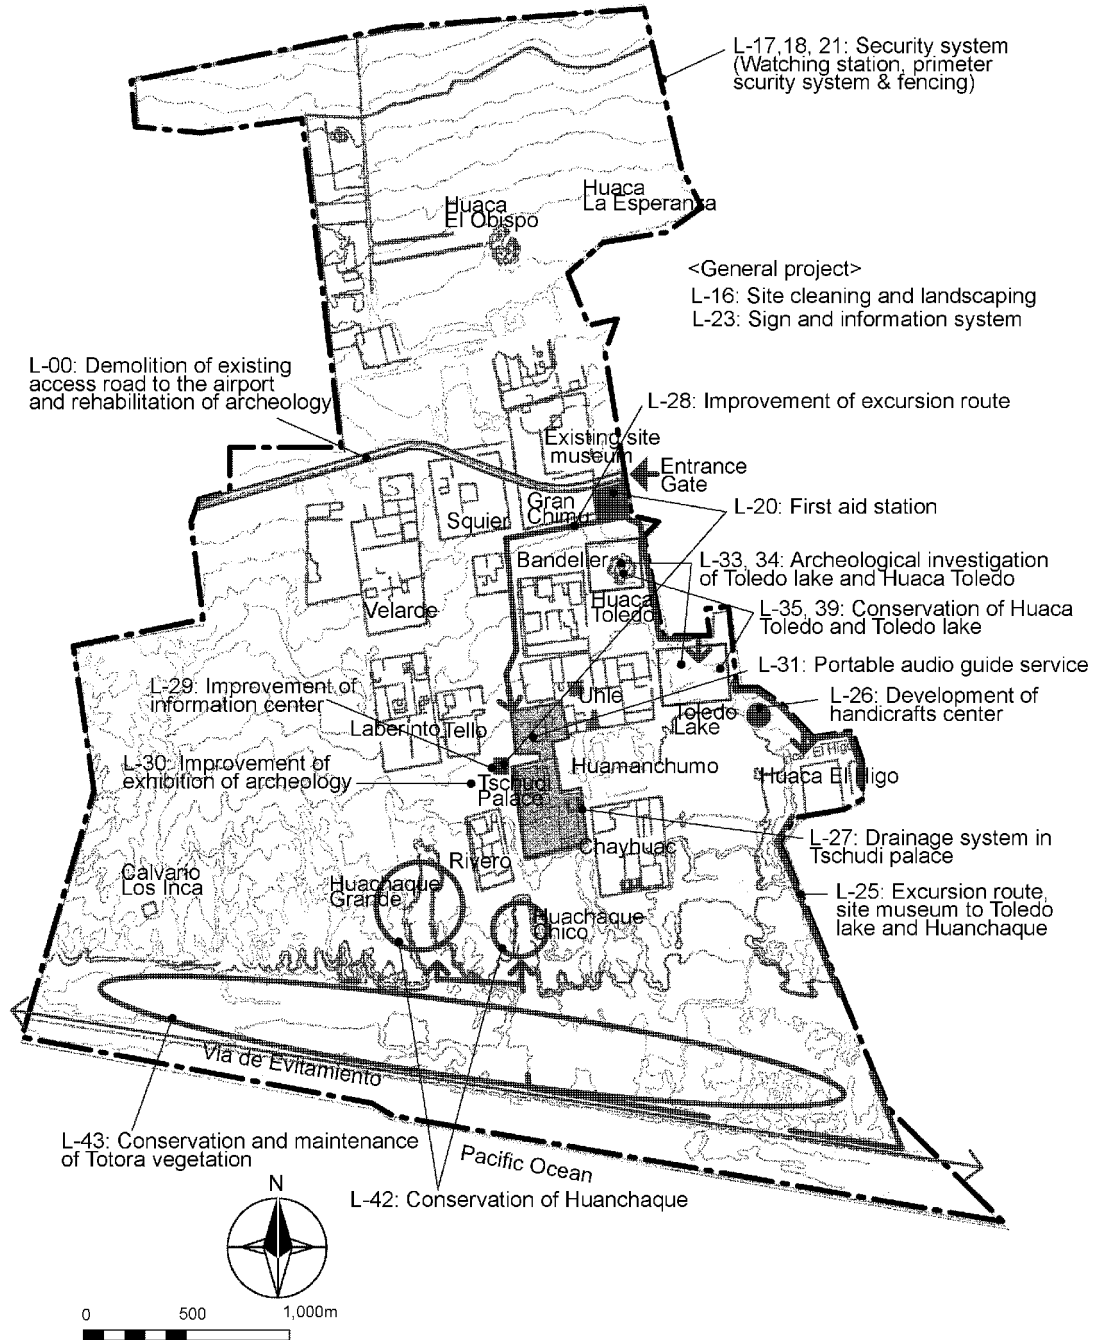 L-17,18, 21: Security system
(Watching station, primeter
scurity system & fencing)
Huaca
La Esperanza
Huaca
El Obispo
<General project>
L-16: Site cleaning and landscaping
L-23: Sign and information system
L-00: Demolition of existing
access road to the airport
and rehabilitation of archeology
L-28: Improvement of excursion route
Existing site
museum
Entrance
Gate
Gran
Chimu
Squier
L-20: First aid station
Bandelier
L-33, 34: Archeological investigation
of Toledo lake and Huaca Toledo
Velarde
Huaca
Toledo
L-35, 39: Conservation of Huaca
Toledo and Toledo lake
L-31: Portable audio guide service
L-29: Improvement of
information center
Uhle
L-26: Development of
handicrafts center
Laberinto
Tello
Toledo
Lake
El Higo
L-30: Improvement of
exhibition of archeology
Huamanchumo
Huaca El Higo
Tschudi
Palace
L-27: Drainage system in
Tschudi palace
Chayhuac
Rivero
Calvario
Los Inca
Huachaque
Grande
L-25: Excursion route,
site museum to Toledo
lake and Huanchaque
Huachaque
Chico
Via de Evitamiento
L-43: Conservation and maintenance
of Totora vegetation
Pacific Ocean
L-42: Conservation of Huanchaque
N
0 500 1,000m